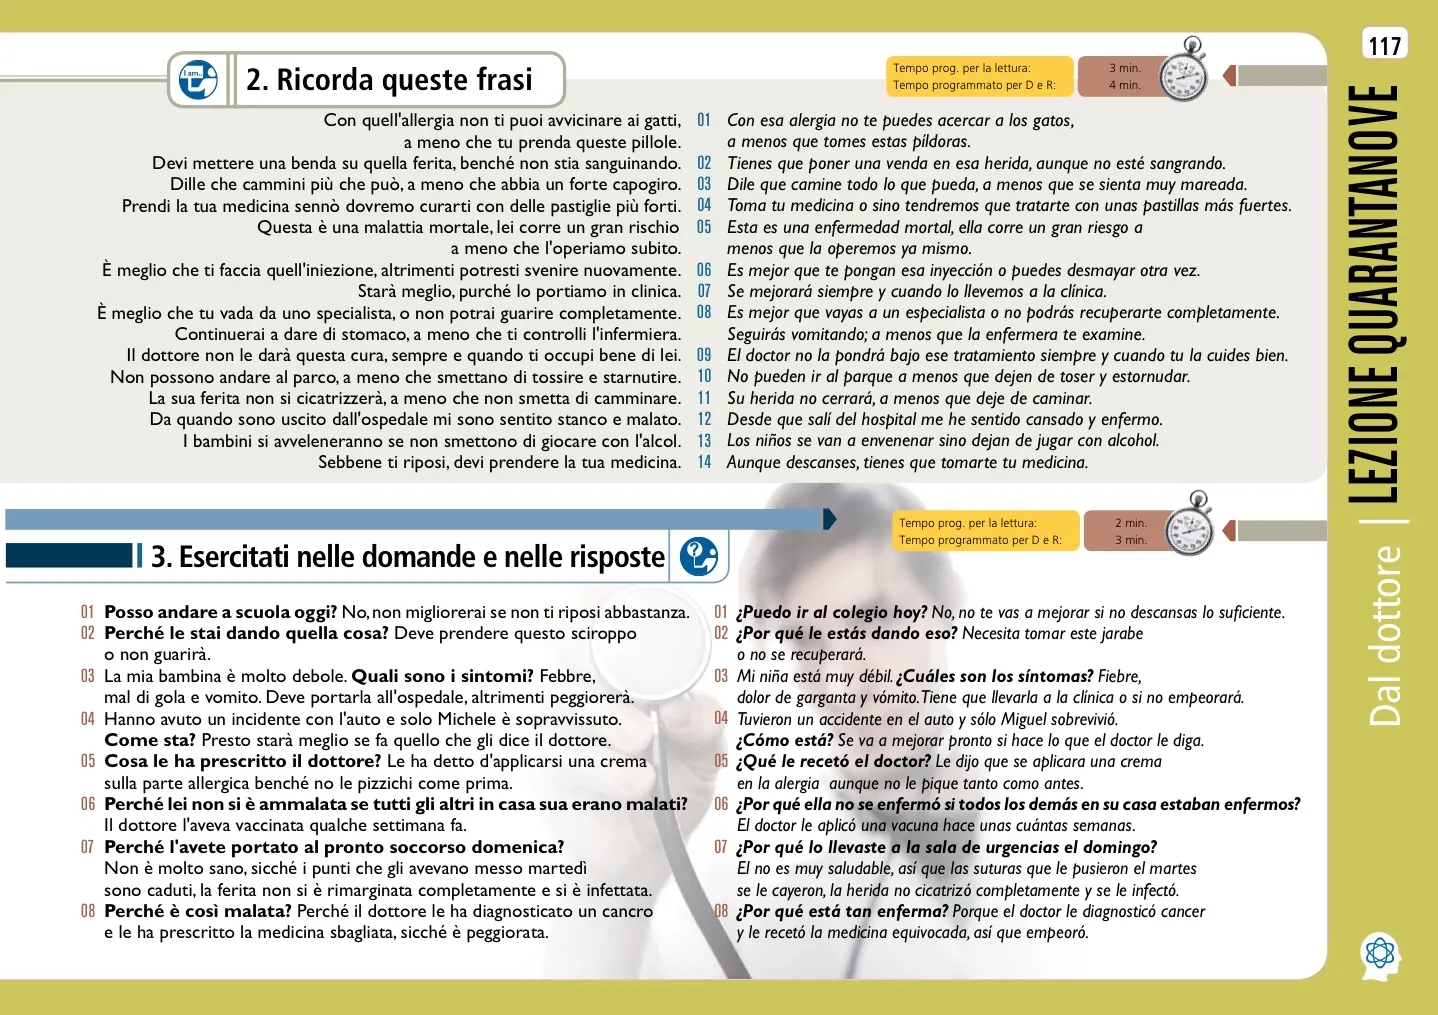 117
I am..
2. Ricorda queste frasi
Tempo prog. per la lettura: 3 min.
Tempo programmato per D e R: 4 min.
Con quell'allergia non ti puoi avvicinare ai gatti, 01 Con esa alergia no te puedes acercar a los gatos,
a meno che tu prenda queste pillole. a menos que tomes estas píldoras.
Devi mettere una benda su quella ferita, benché non stia sanguinando. 02 Tienes que poner una venda en esa herida, aunque no esté sangrando.
Dille che cammini più che può, a meno che abbia un forte capogiro. 03 Dile que camine todo lo que pueda, a menos que se sienta muy mareada.
Prendi la tua medicina sennò dovremo curarti con delle pastiglie più forti. 04 Toma tu medicina o sino tendremos que tratarte con unas pastillas más fuertes.
Questa è una malattia mortale, lei corre un gran rischio 05 Esta es una enfermedad mortal, ella corre un gran riesgo a
a meno che l'operiamo subito. menos que la operemos ya mismo.
È meglio che ti faccia quell'iniezione, altrimenti potresti svenire nuovamente. 06 Es mejor que te pongan esa inyección o puedes desmayar otra vez.
Starà meglio, purché lo portiamo in clinica. 07 Se mejorará siempre y cuando lo llevemos a la clínica.
È meglio che tu vada da uno specialista, o non potrai guarire completamente. 08 Es mejor que vayas a un especialista o no podrás recuperarte completamente.
Continuerai a dare di stomaco, a meno che ti controlli l'infermiera. Seguirás vomitando; a menos que la enfermera te examine.
Il dottore non le darà questa cura, sempre e quando ti occupi bene di lei. 09 El doctor no la pondrá bajo ese tratamiento siempre y cuando tu la cuides bien.
Non possono andare al parco, a meno che smettano di tossire e starnutire. 10 No pueden ir al parque a menos que dejen de toser y estornudar.
La sua ferita non si cicatrizzerà, a meno che non smetta di camminare. 11 Su herida no cerrará, a menos que deje de caminar.
Da quando sono uscito dall'ospedale mi sono sentito stanco e malato. 12 Desde que salí del hospital me he sentido cansado y enfermo.
I bambini si avveleneranno se non smettono di giocare con l'alcol. 13 Los niños se van a envenenar sino dejan de jugar con alcohol.
Sebbene ti riposi, devi prendere la tua medicina. 14 Aunque descanses, tienes que tomarte tu medicina.
3. Esercitati nelle domande e nelle risposte
Tempo prog. per la lettura: 2 min.
Tempo programmato per D e R: 3 min.
01 Posso andare a scuola oggi? No, non migliorerai se non ti riposi abbastanza.
02 Perché le stai dando quella cosa? Deve prendere questo sciroppo
o non guarirà.
03 La mia bambina è molto debole. Quali sono i sintomi? Febbre,
mal di gola e vomito. Deve portarla all'ospedale, altrimenti peggiorerà.
04 Hanno avuto un incidente con l'auto e solo Michele è sopravvissuto.
Come sta? Presto starà meglio se fa quello che gli dice il dottore.
05 Cosa le ha prescritto il dottore? Le ha detto d'applicarsi una crema
sulla parte allergica benché no le pizzichi come prima.
06 Perché lei non si è ammalata se tutti gli altri in casa sua erano malati?
Il dottore l'aveva vaccinata qualche settimana fa.
07 Perché l'avete portato al pronto soccorso domenica?
Non è molto sano, sicché i punti che gli avevano messo martedì
sono caduti, la ferita non si è rimarginata completamente e si è infettata.
08 Perché è così malata? Perché il dottore le ha diagnosticato un cancro
e le ha prescritto la medicina sbagliata, sicché è peggiorata.
01 ¿Puedo ir al colegio hoy? No, no te vas a mejorar si no descansas lo suficiente.
02 ¿Por qué le estás dando eso? Necesita tomar este jarabe
o no se recuperará.
03 Mi niña está muy débil. ¿Cuáles son los síntomas? Fiebre,
dolor de garganta y vómito. Tiene que llevarla a la clínica o si no empeorará.
04 Tuvieron un accidente en el auto y sólo Miguel sobrevivió.
¿Cómo está? Se va a mejorar pronto si hace lo que el doctor le diga.
05 ¿Qué le recetó el doctor? Le dijo que se aplicara una crema
en la alergia aunque no le pique tanto como antes.
06 ¿Por qué ella no se enfermó si todos los demás en su casa estaban enfermos?
El doctor le aplicó una vacuna hace unas cuántas semanas.
07 ¿Por qué lo llevaste a la sala de urgencias el domingo?
El no es muy saludable, así que las suturas que le pusieron el martes
se le cayeron, la herida no cicatrizó completamente y se le infectó.
08 ¿Por qué está tan enferma? Porque el doctor le diagnosticó cancer
y le recetó la medicina equivocada, así que empeoró.
Dal dottore | LEZIONE QUARANTANOVE